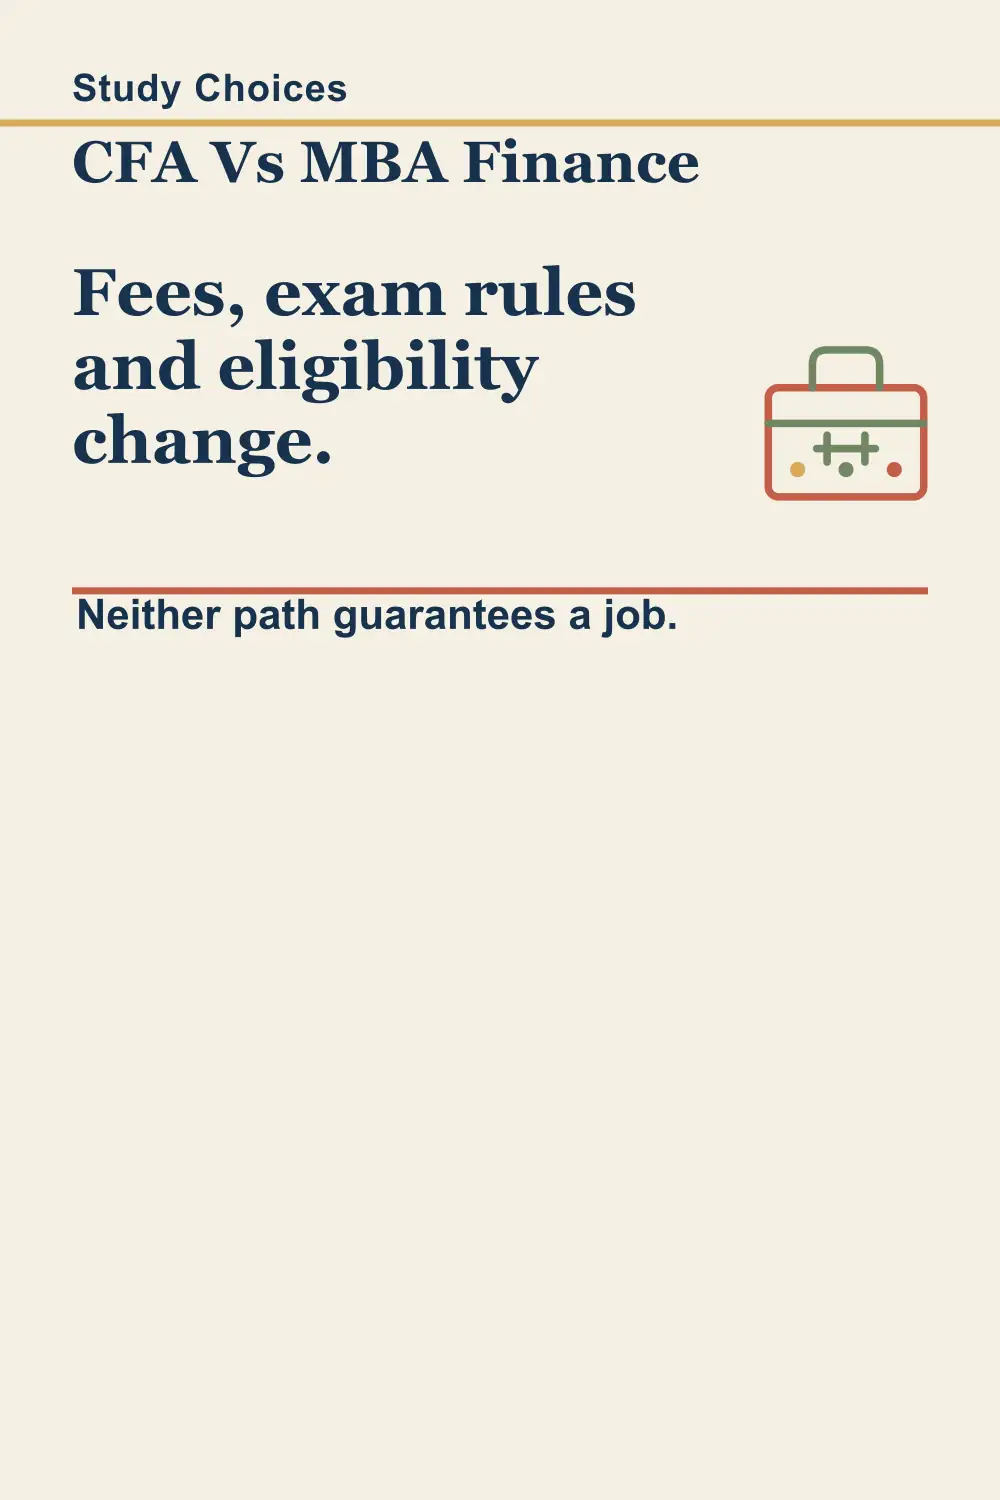 Study Choices
CFA Vs MBA Finance
Fees, exam rules
and eligibility
change.
Neither path guarantees a job.